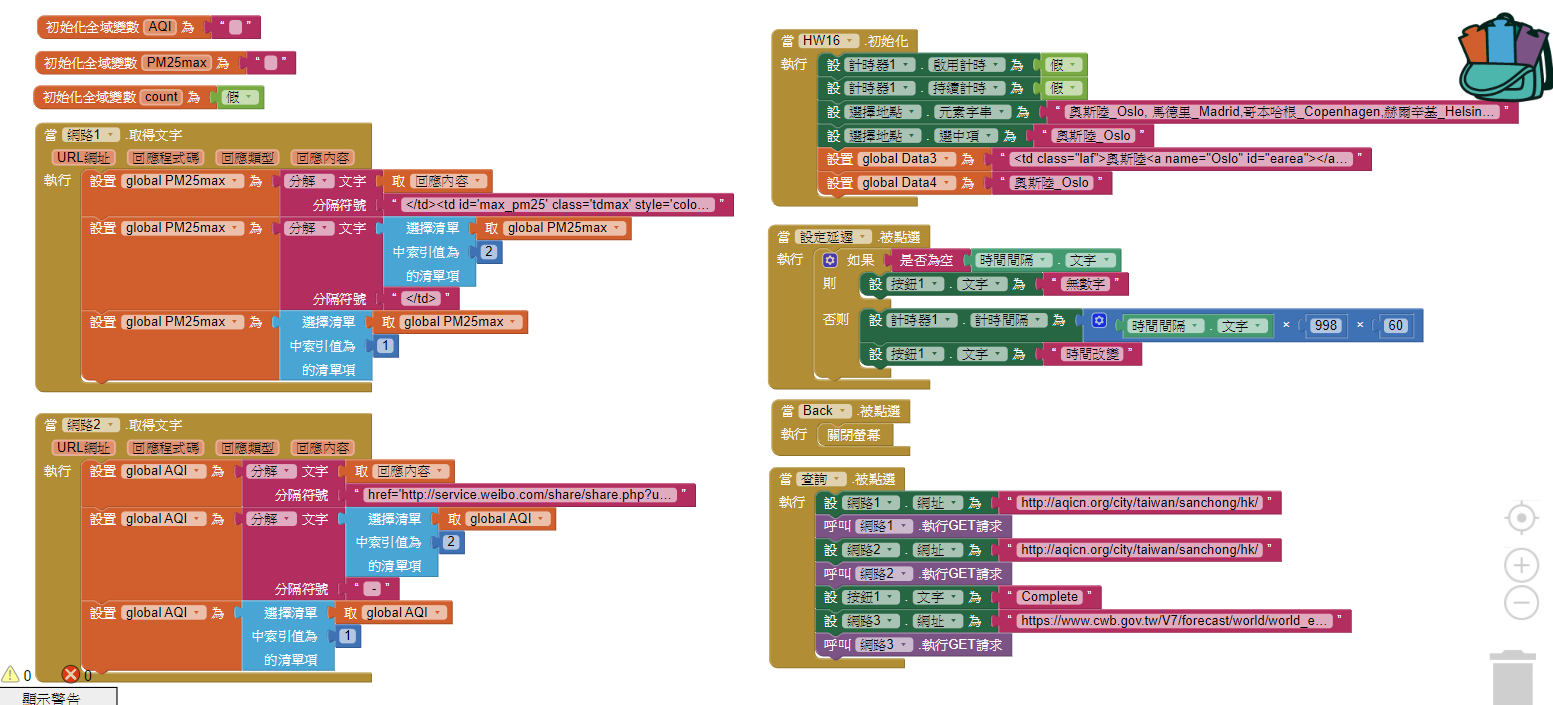 初始化全域變數 AQI 為 " "
初始化全域變數 PM25max 為 " "
初始化全域變數 count 為 假
當 網路1 .取得文字
URL網址 回應程式碼 回應類型 回應內容
執行 設置 global PM25max 為 分解 文字 取 回應內容
分隔符號 " </td><td id='max_pm25' class='tdmax' style='colo... "
設置 global PM25max 為 分解 文字 選擇清單 取 global PM25max
中索引值為 2
的清單項
分隔符號 " </td> "
設置 global PM25max 為 選擇清單 取 global PM25max
中索引值為 1
的清單項
當 網路2 .取得文字
URL網址 回應程式碼 回應類型 回應內容
執行 設置 global AQI 為 分解 文字 取 回應內容
分隔符號 " href='http://service.weibo.com/share/share.php?u... "
設置 global AQI 為 分解 文字 選擇清單 取 global AQI
中索引值為 2
的清單項
分隔符號 " - "
設置 global AQI 為 選擇清單 取 global AQI
中索引值為 1
的清單項
0 0
顯示警告
當 HW16 .初始化
執行 設 計時器1 . 啟用計時 為 假
設 計時器1 . 持續計時 為 假
設 選擇地點 . 元素字串 為 " 奧斯陸_Oslo, 馬德里_Madrid,哥本哈根_Copenhagen,赫爾辛基_Helsin... "
設 選擇地點 . 選中項 為 " 奧斯陸_Oslo "
設置 global Data3 為 " <td class="laf">奧斯陸<a name="Oslo" id="earea"></a... "
設置 global Data4 為 " 奧斯陸_Oslo "
當 設定延遲 .被點選
執行 如果 是否為空 時間間隔 . 文字
則 設 按鈕1 . 文字 為 " 無數字 "
否則 設 計時器1 . 計時間隔 為 時間間隔 . 文字 × 998 × 60
設 按鈕1 . 文字 為 " 時間改變 "
當 Back .被點選
執行 關閉螢幕
當 查詢 .被點選
執行 設 網路1 . 網址 為 " http://aqicn.org/city/taiwan/sanchong/hk/ "
呼叫 網路1 .執行GET請求
設 網路2 . 網址 為 " http://aqicn.org/city/taiwan/sanchong/hk/ "
呼叫 網路2 .執行GET請求
設 按鈕1 . 文字 為 " Complete "
設 網路3 . 網址 為 " https://www.cwb.gov.tw/V7/forecast/world/world_e... "
呼叫 網路3 .執行GET請求